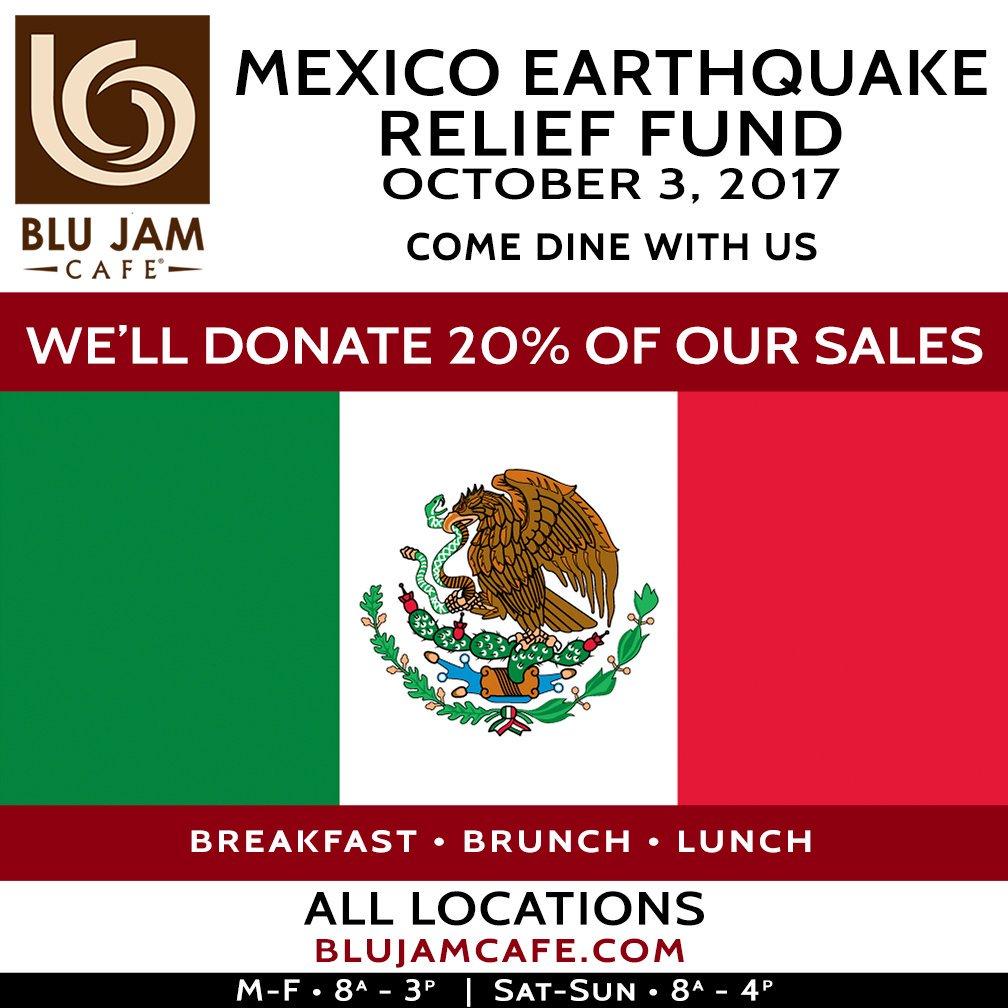 BLU JAM
CAFE®
MEXICO EARTHQUAKE
RELIEF FUND
OCTOBER 3, 2017
COME DINE WITH US
WE'LL DONATE 20% OF OUR SALES
BREAKFAST • BRUNCH • LUNCH
ALL LOCATIONS
BLUJAMCAFE.COM
M-F • 8A - 3P | SAT-SUN • 8A - 4P